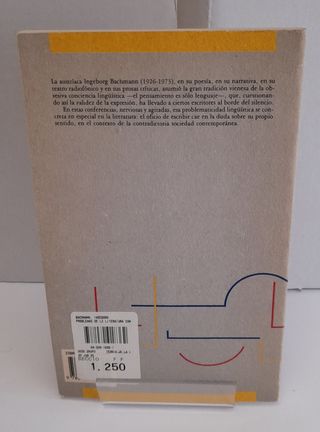 La austríaca Ingeborg Bachmann (1926-1973), en su poesía, en su narrativa, en su
teatro radiofónico y en sus prosas críticas, asumió la gran tradición vienesa de la ob-
sesiva conciencia lingüística —el pensamiento es sólo lenguaje—, que, cuestionan-
do así la validez de la expresión, ha llevado a ciertos escritores al borde del silencio.
En estas conferencias, nerviosas y agitadas, esa problematicidad lingüística se con-
creta en especial en la literatura: el oficio de escribir cae en la duda sobre su propio
sentido, en el contexto de la contradictoria sociedad contemporánea.
BACHMANN, INGEBORG
PROBLEMAS DE LA LITERATURA CON
1.250